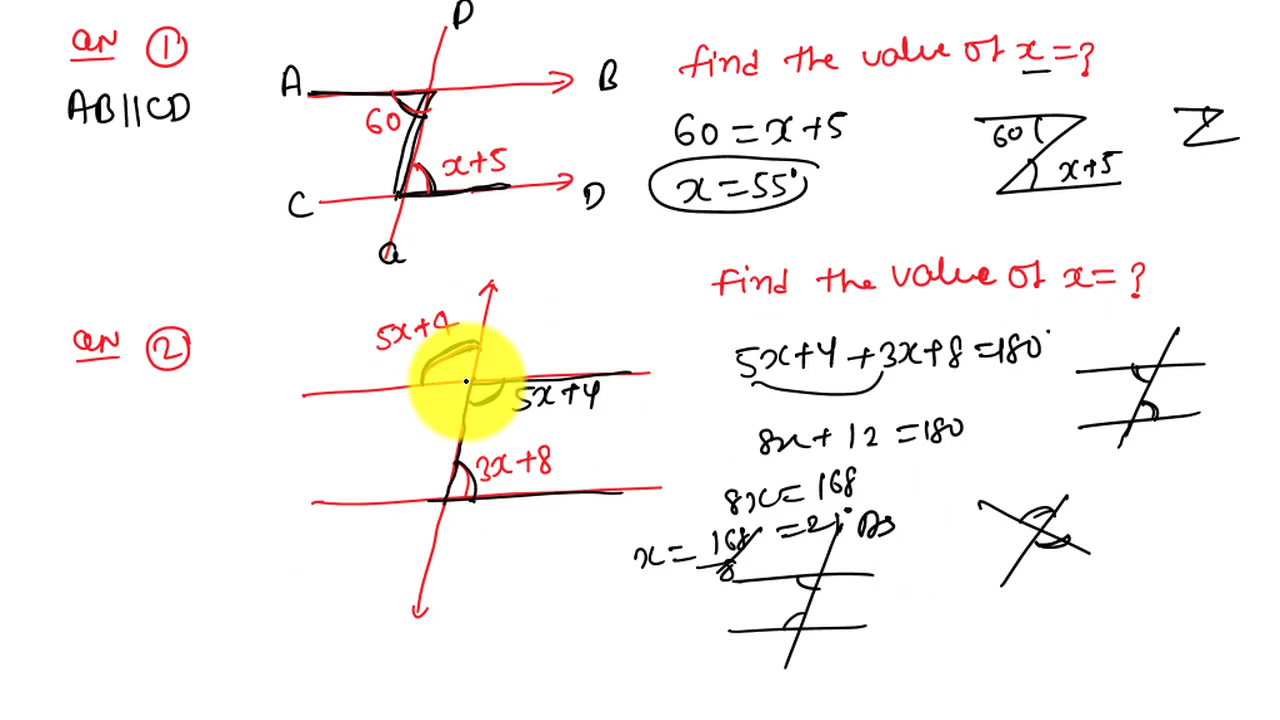 QN 1
AB||CD
P
A
B
60
x+5
C
D
Q
find the value of x=?
60=x+5
x=55°
60
x+5
QN 2
5x+4
5x+4
3x+8
find the value of x=?
5x+4+3x+8=180°
8x+12=180
8x=168
x=168/8=21° Ans